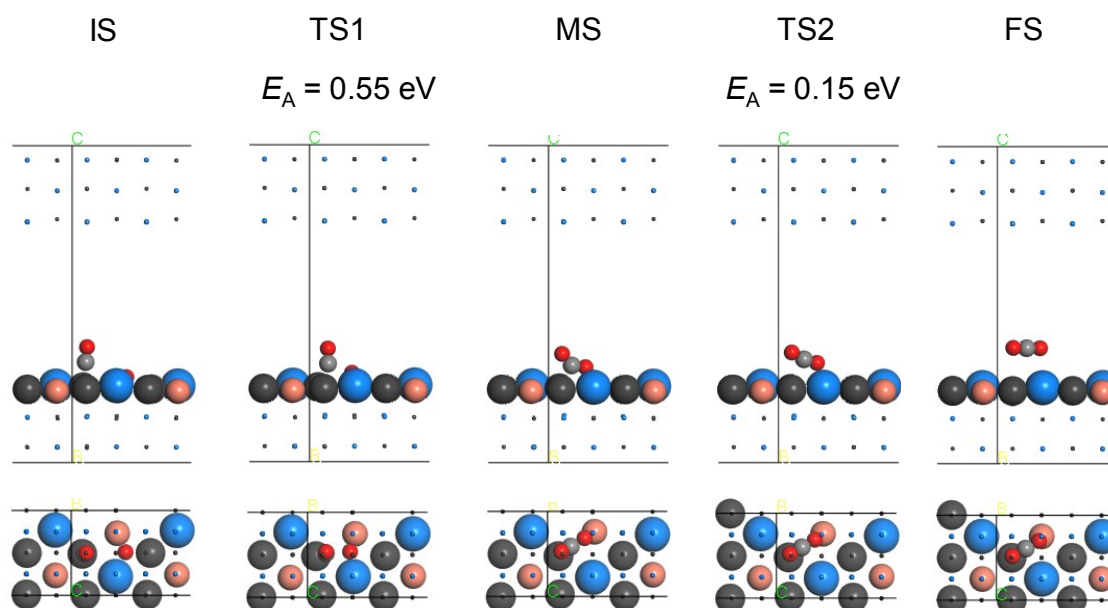 IS TS1 MS TS2 FS
E_A = 0.55 eV E_A = 0.15 eV
C C C C C
B B B B B
B B B B B
C C C C C